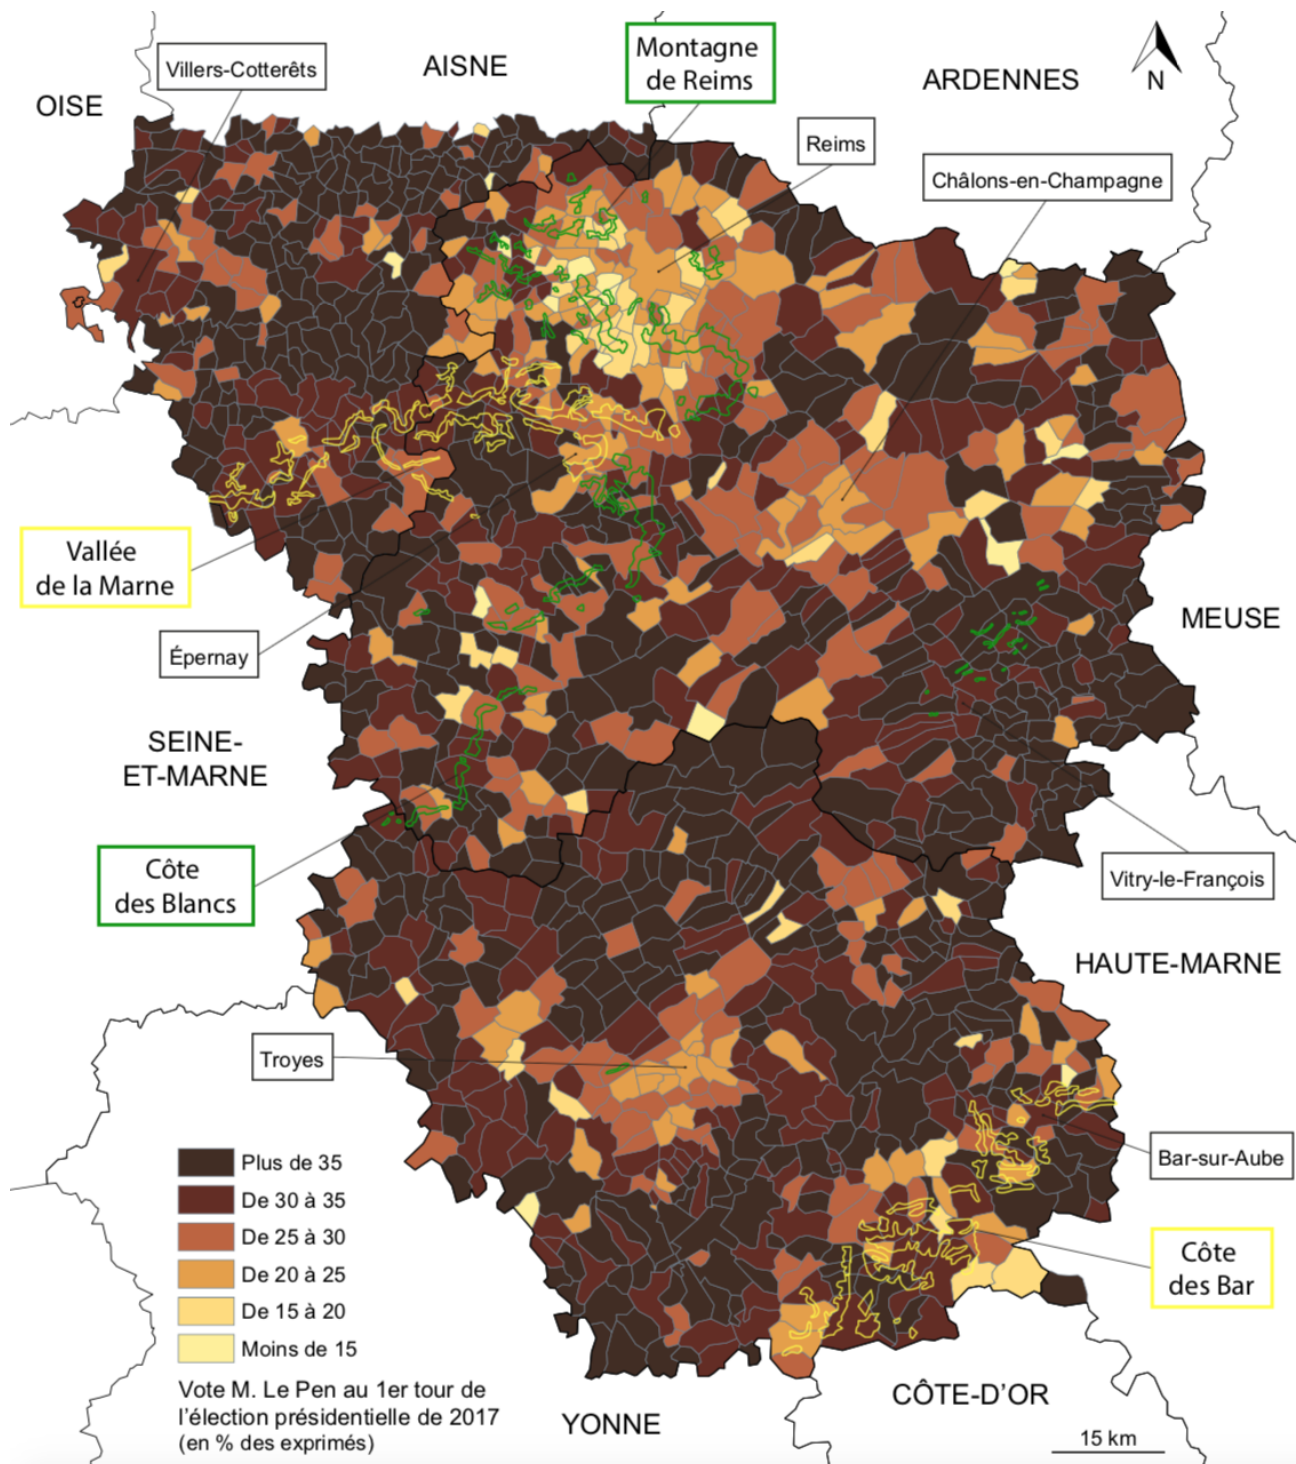 Montagne
de Reims
Villers-Cotterêts
AISNE
ARDENNES
N
OISE
Reims
Châlons-en-Champagne
Vallée
de la Marne
Épernay
MEUSE
SEINE-
ET-MARNE
Côte
des Blancs
Vitry-le-François
HAUTE-MARNE
Troyes
Bar-sur-Aube
Côte
des Bar
Plus de 35
De 30 à 35
De 25 à 30
De 20 à 25
De 15 à 20
Moins de 15
Vote M. Le Pen au 1er tour de
l'élection présidentielle de 2017
(en % des exprimés)
YONNE
CÔTE-D'OR
15 km